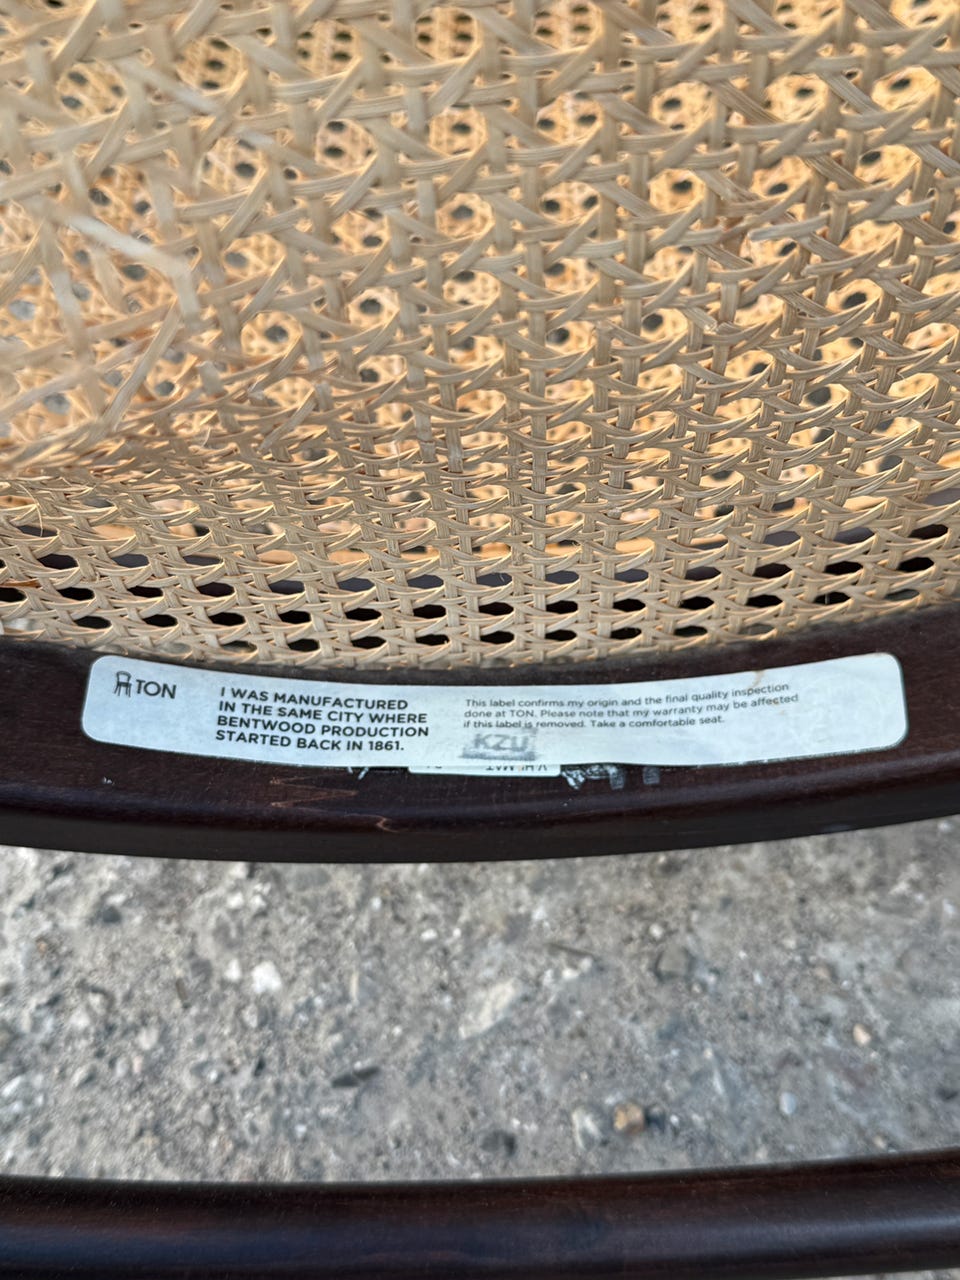 TON
I WAS MANUFACTURED
IN THE SAME CITY WHERE
BENTWOOD PRODUCTION
STARTED BACK IN 1861.
This label confirms my origin and the final quality inspection
done at TON. Please note that my warranty may be affected
if this label is removed. Take a comfortable seat.
KZU